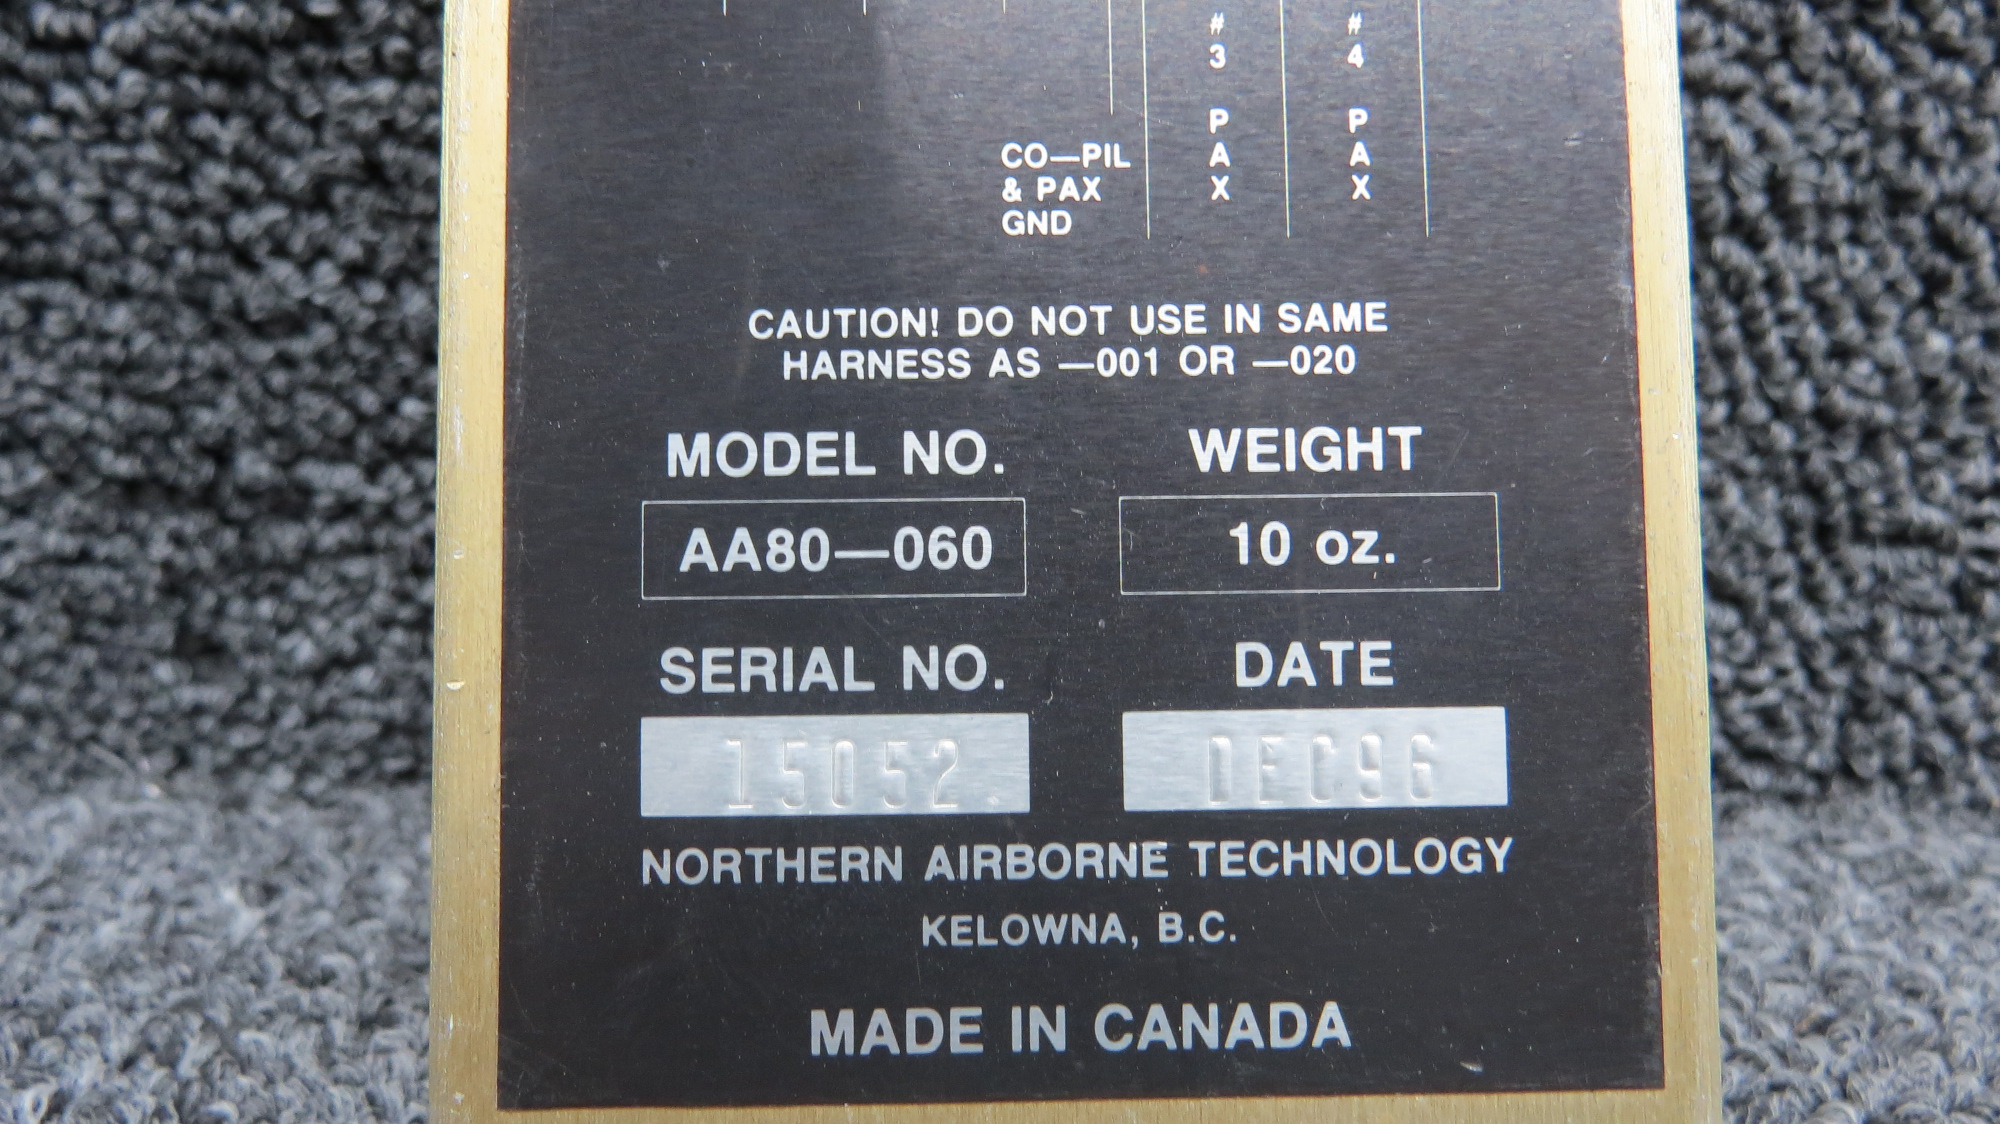 # #
3 4
P P
CO—PIL A A
& PAX X X
GND
CAUTION! DO NOT USE IN SAME
HARNESS AS —001 OR —020
MODEL NO. WEIGHT
AA80—060 10 oz.
SERIAL NO. DATE
15052 DEC96
NORTHERN AIRBORNE TECHNOLOGY
KELOWNA, B.C.
MADE IN CANADA